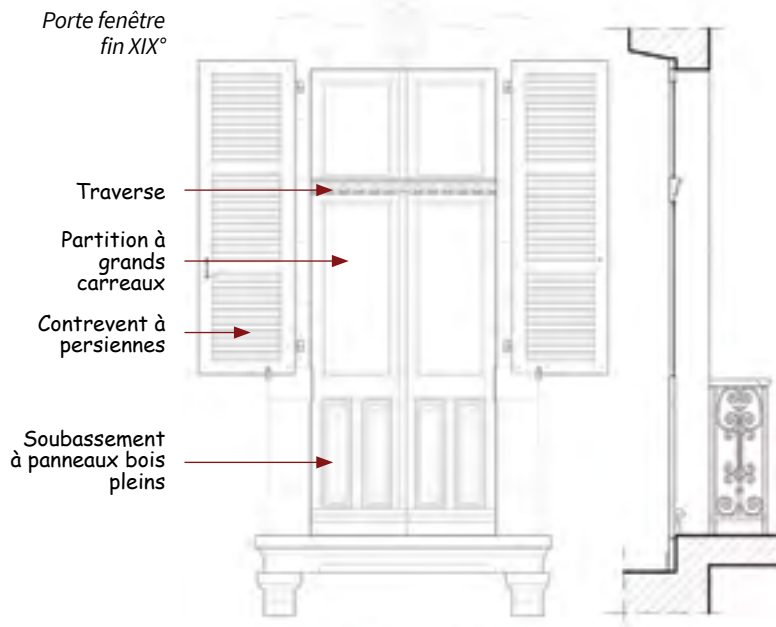 Porte fenêtre
fin XIX°
Traverse
Partition à
grands
carreaux
Contrevent à
persiennes
Soubassement
à panneaux bois
pleins